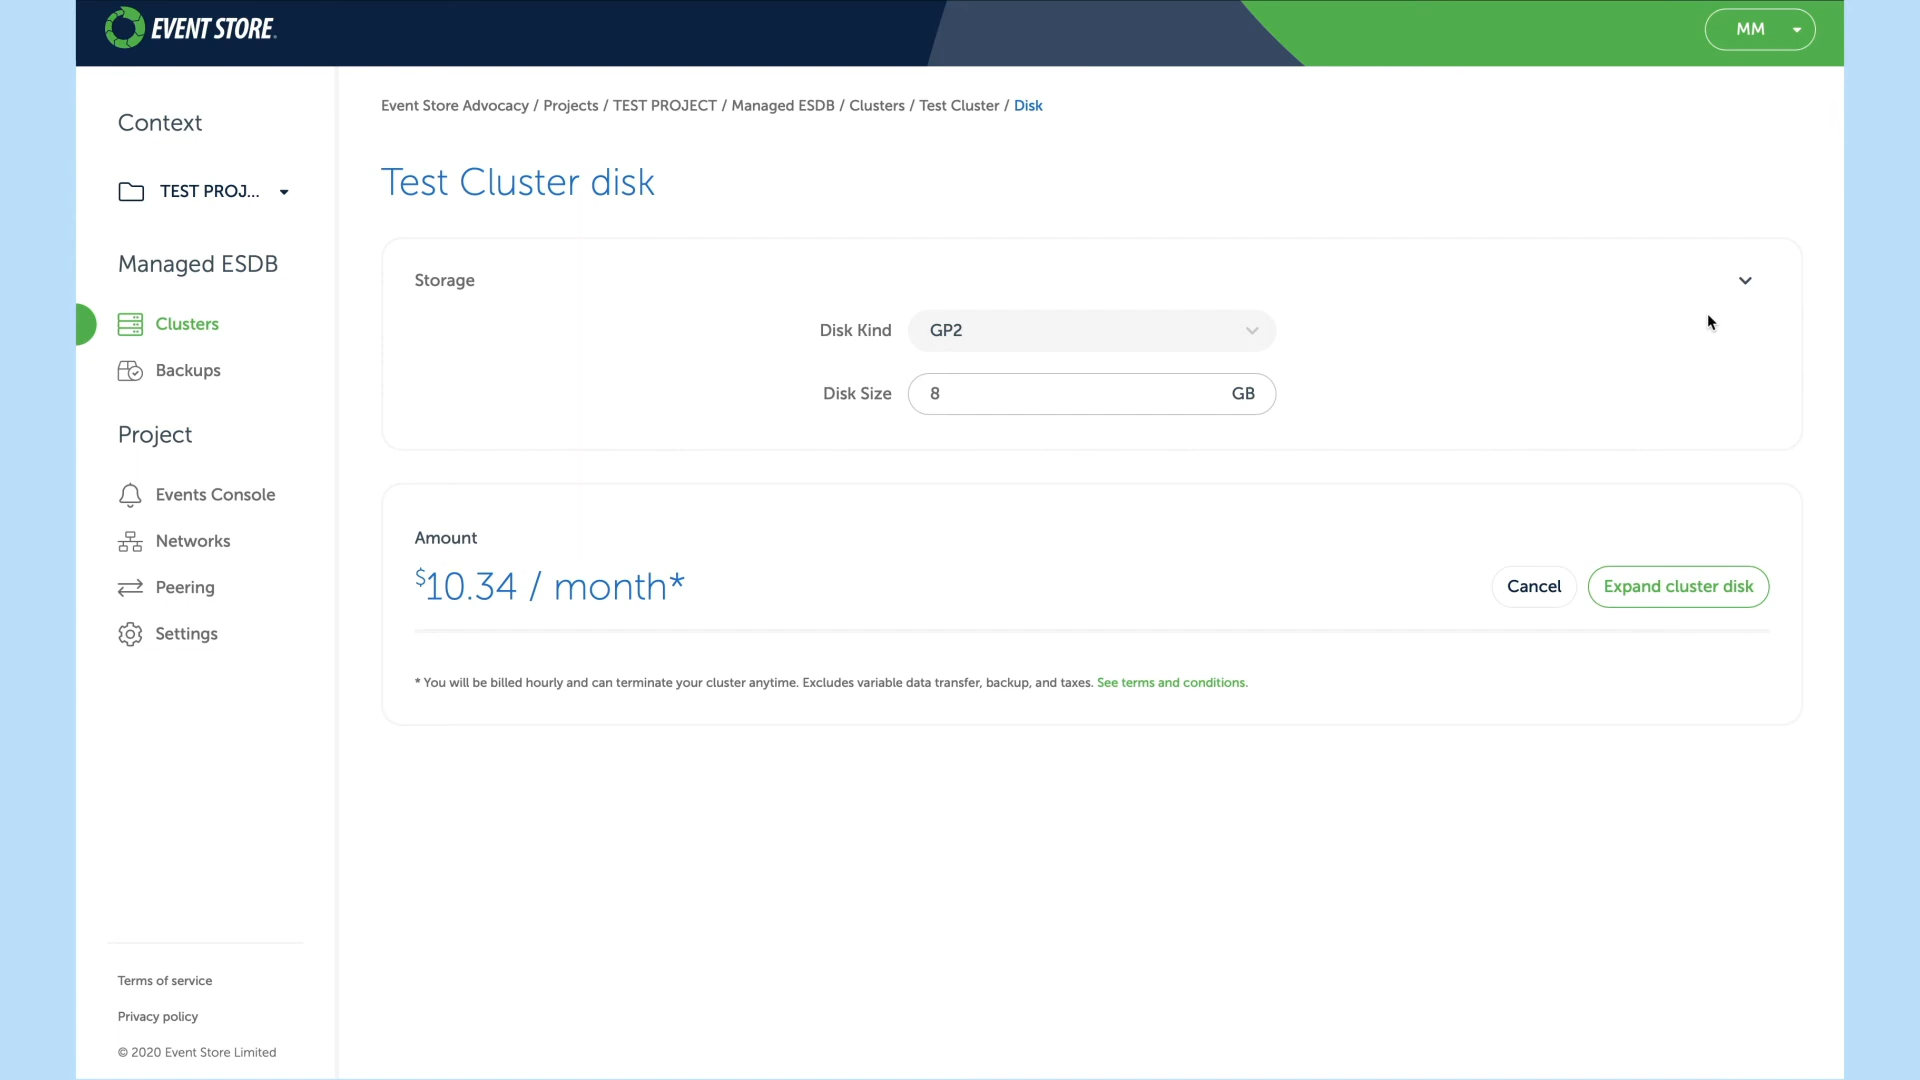 EVENT STORE
MM
Event Store Advocacy / Projects / TEST PROJECT / Managed ESDB / Clusters / Test Cluster / Disk
Context
TEST PROJ...
Managed ESDB
Clusters
Backups
Project
Events Console
Networks
Peering
Settings
Terms of service
Privacy policy
© 2020 Event Store Limited
Test Cluster disk
Storage
Disk Kind GP2
Disk Size 8 GB
Amount
$10.34 / month*
Cancel Expand cluster disk
* You will be billed hourly and can terminate your cluster anytime. Excludes variable data transfer, backup, and taxes. See terms and conditions.